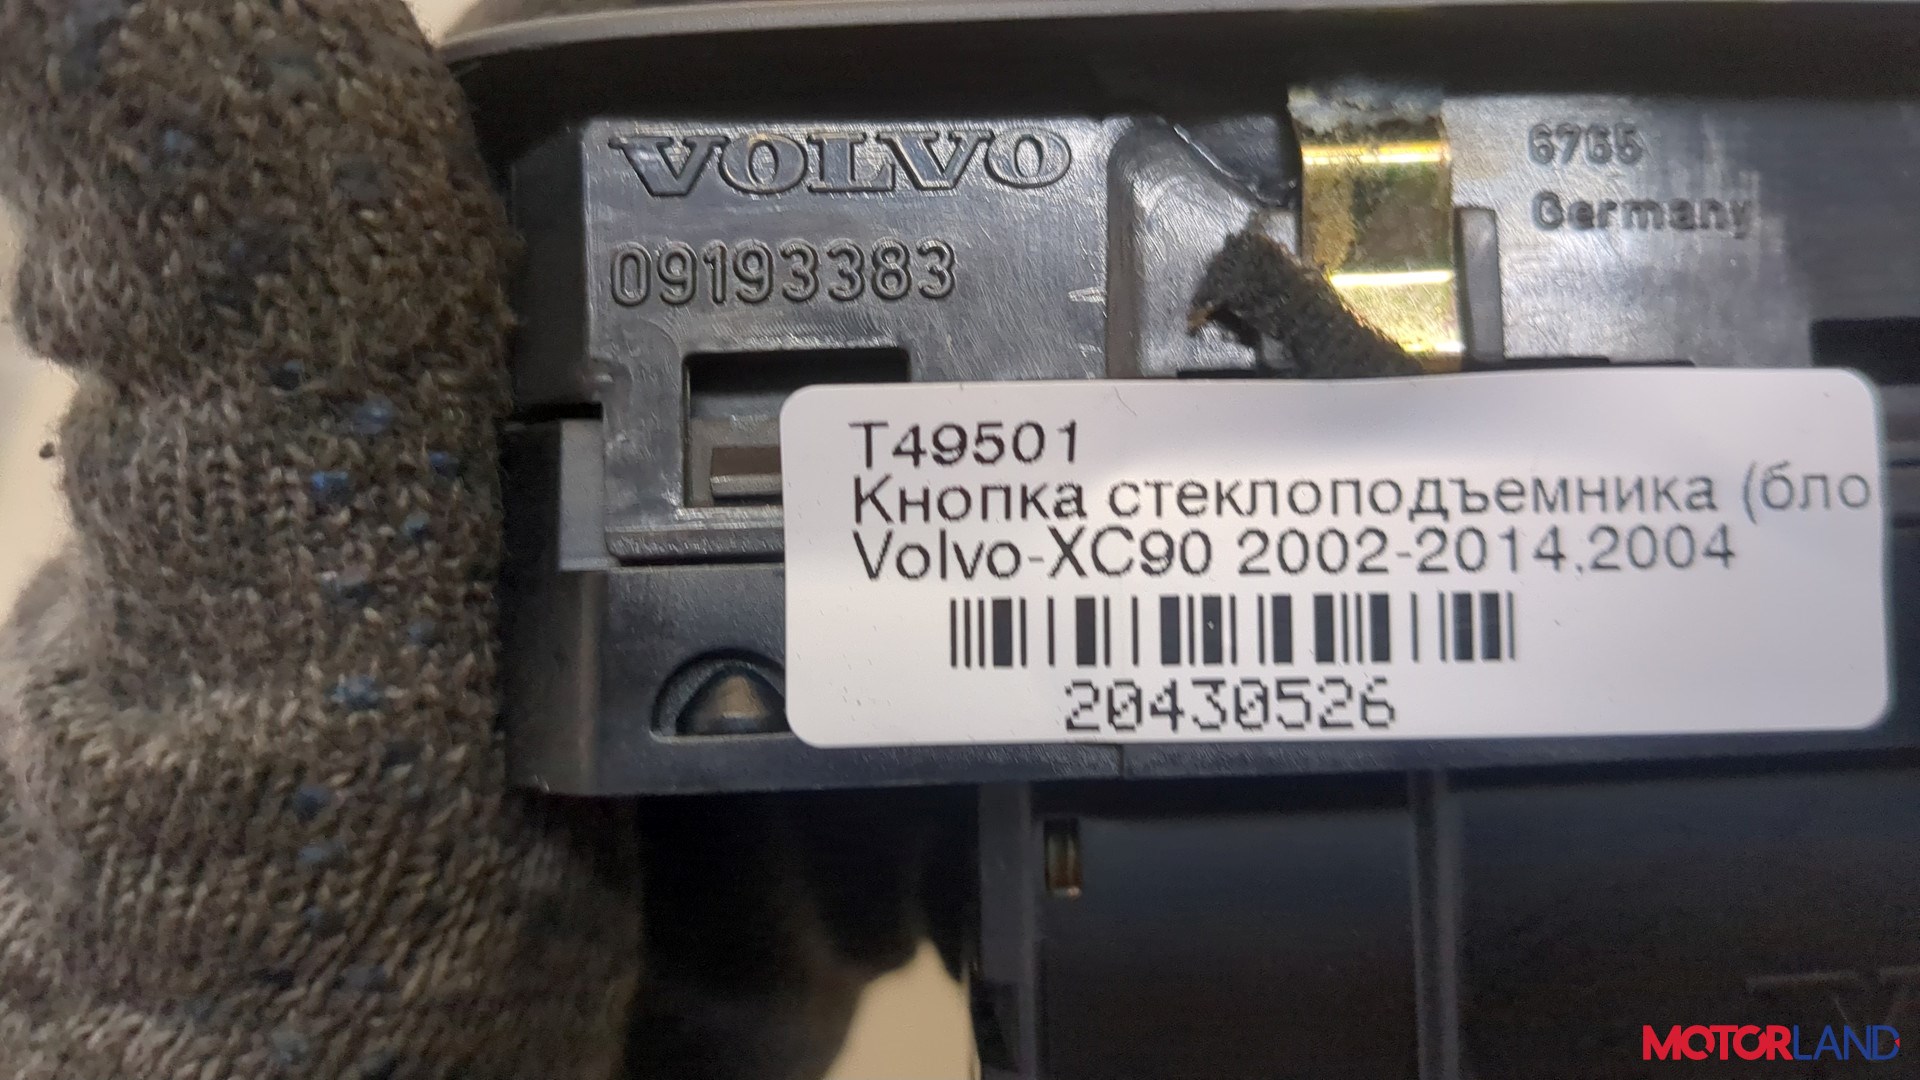 VOLVO
09193383
6765
Germany
T49501
Кнопка стеклоподъемника (бло
Volvo-XC90 2002-2014,2004
20430526
MOTORLAND